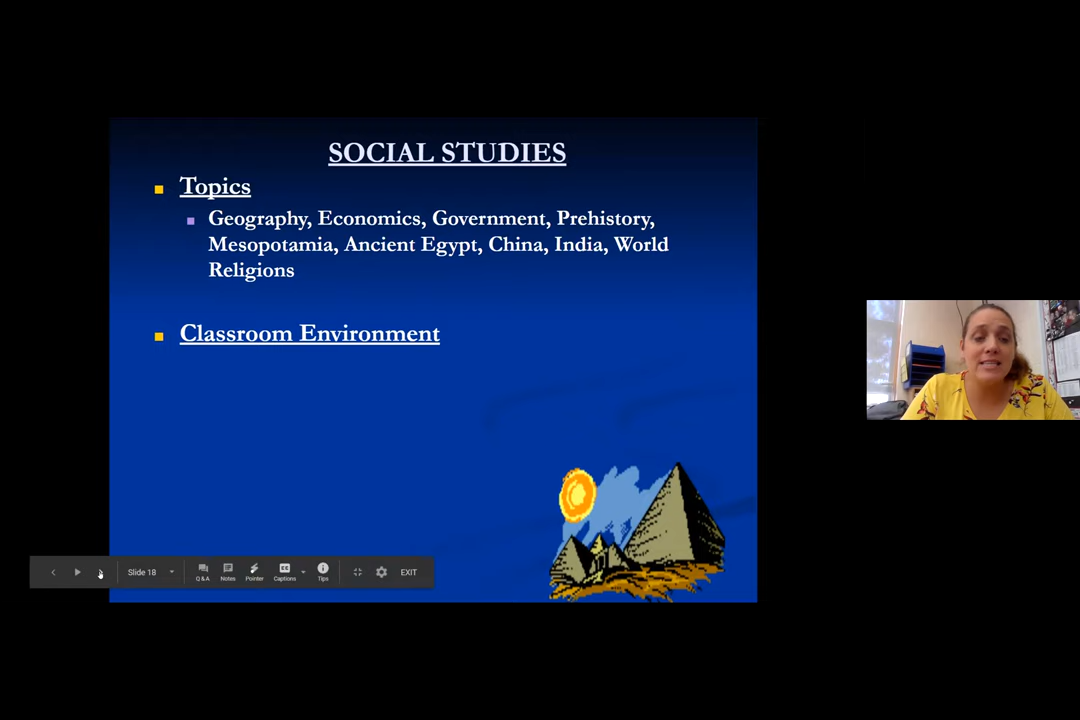 SOCIAL STUDIES
Topics
Geography, Economics, Government, Prehistory,
Mesopotamia, Ancient Egypt, China, India, World
Religions
Classroom Environment
Slide 18
Q & A
Notes
Pointer
Captions
Tips
EXIT